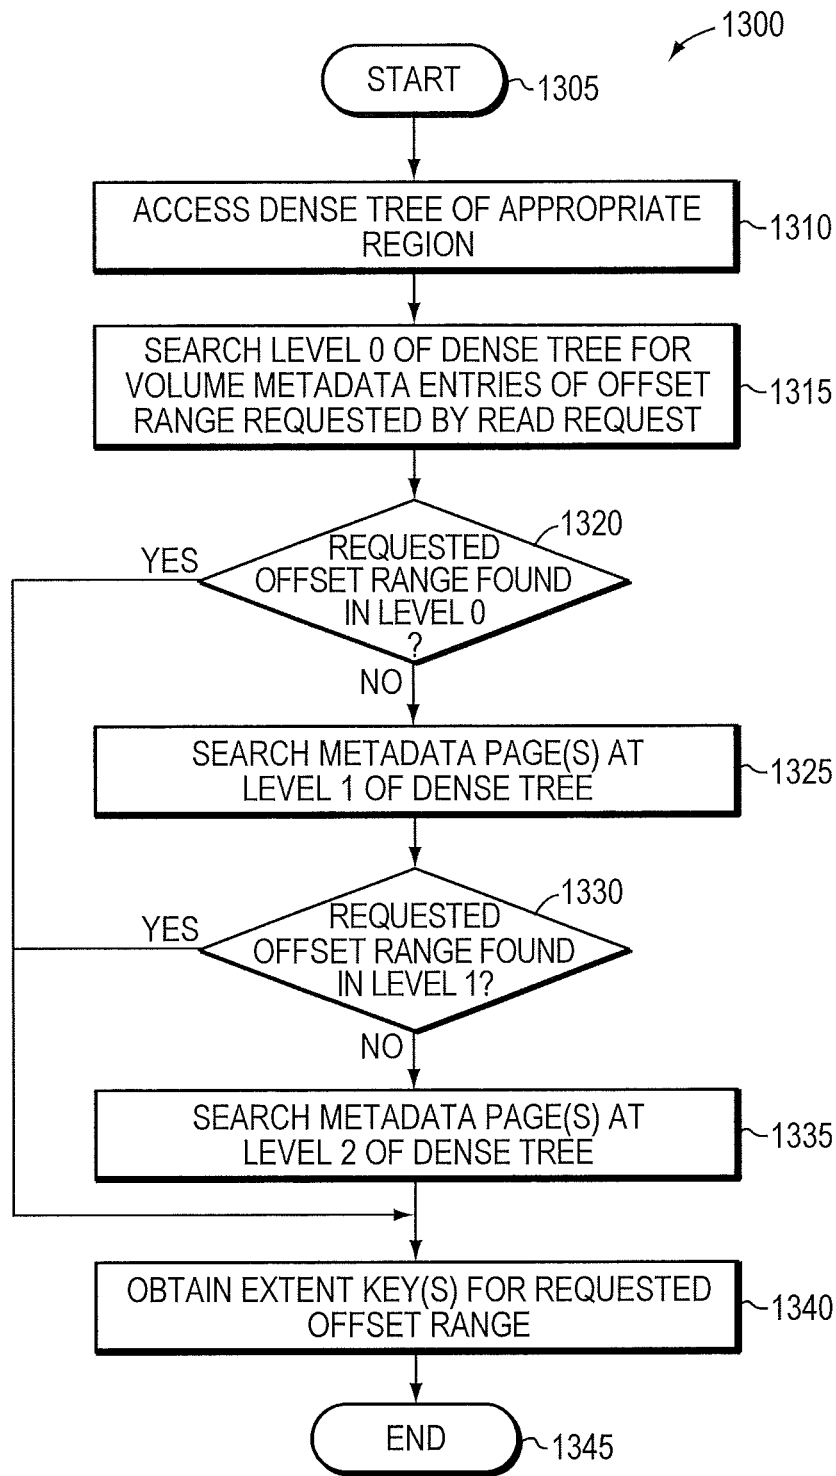 1300
START
1305
ACCESS DENSE TREE OF APPROPRIATE
REGION
1310
SEARCH LEVEL 0 OF DENSE TREE FOR
VOLUME METADATA ENTRIES OF OFFSET
RANGE REQUESTED BY READ REQUEST
1315
1320
YES
REQUESTED
OFFSET RANGE FOUND
IN LEVEL 0
?
NO
SEARCH METADATA PAGE(S) AT
LEVEL 1 OF DENSE TREE
1325
1330
YES
REQUESTED
OFFSET RANGE FOUND
IN LEVEL 1?
NO
SEARCH METADATA PAGE(S) AT
LEVEL 2 OF DENSE TREE
1335
OBTAIN EXTENT KEY(S) FOR REQUESTED
OFFSET RANGE
1340
END
1345